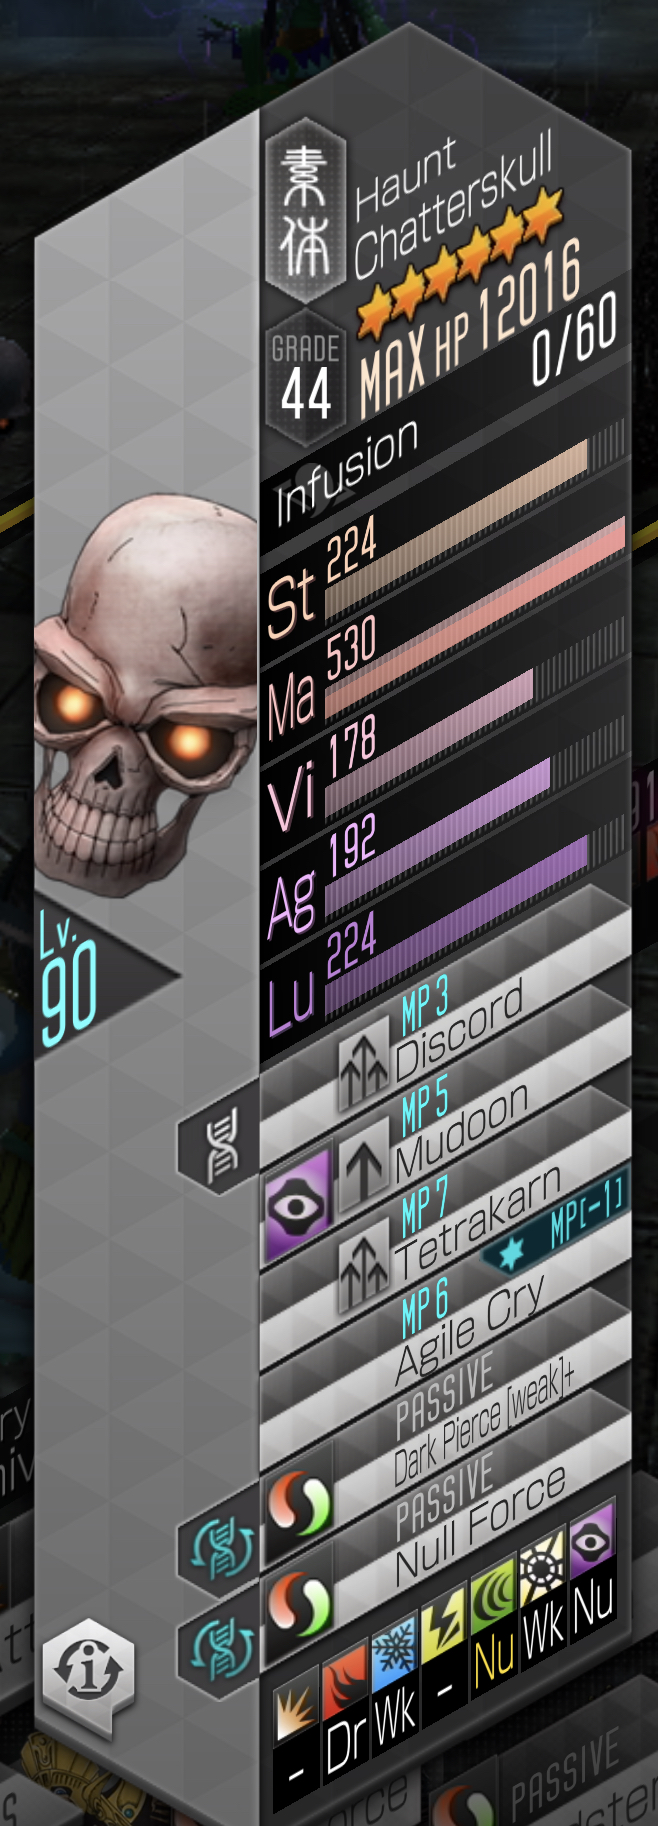 素体
Haunt
Chatterskull
GRADE
44
MAX HP 12016
0/60
Infusion
St 224
Ma 530
Vi 178
Ag 192
Lu 224
Lv.
90
MP 3
Discord
MP 5
Mudoon
MP 7
Tetrakarn
MP[-1]
MP 6
Agile Cry
PASSIVE
Dark Pierce [weak]+
PASSIVE
Null Force
- Dr Wk - Nu Wk Nu
i
PASSIVE